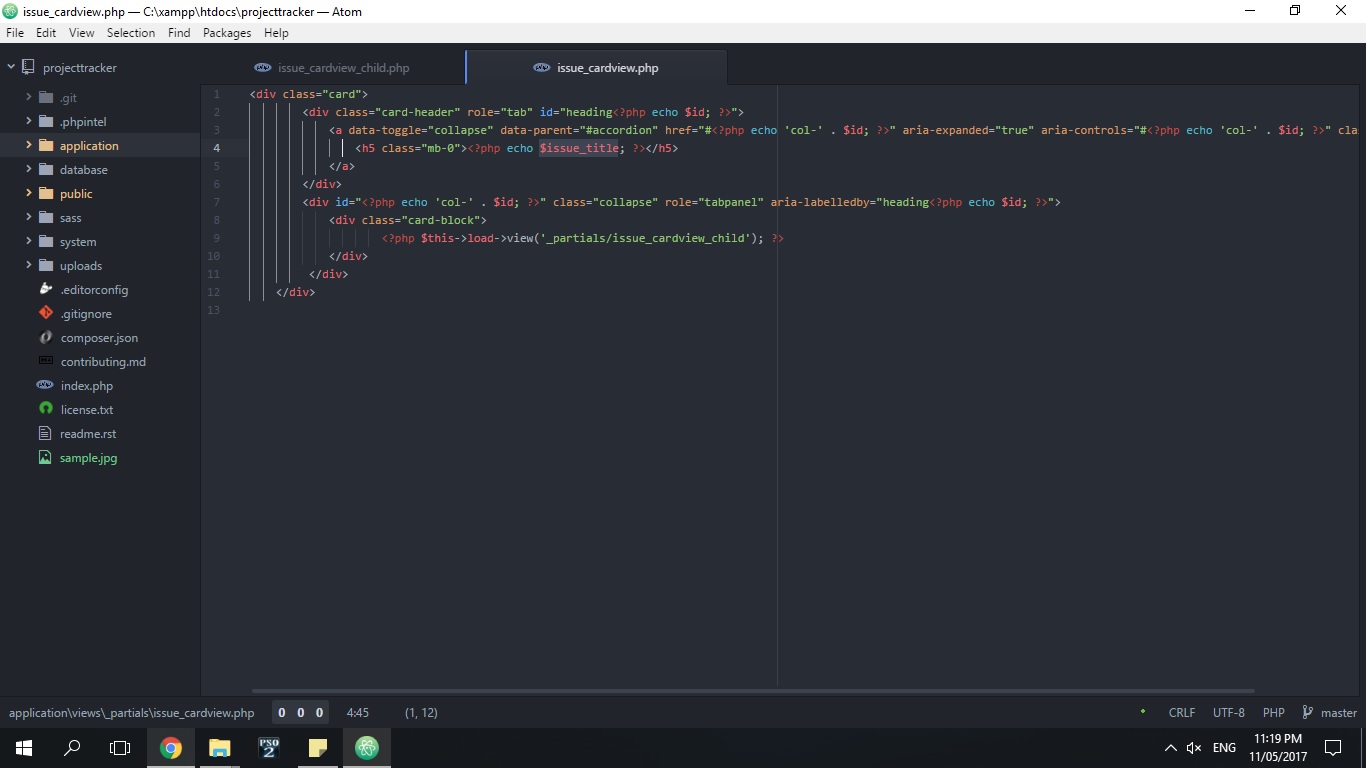 issue_cardview.php — C:\xampp\htdocs\projecttracker — Atom
File Edit View Selection Find Packages Help
projecttracker
.git
.phpintel
application
database
public
sass
system
uploads
.editorconfig
.gitignore
composer.json
contributing.md
index.php
license.txt
readme.rst
sample.jpg
php issue_cardview_child.php php issue_cardview.php
1 <div class="card">
2 <div class="card-header" role="tab" id="heading<?php echo $id; ?>">
3 <a data-toggle="collapse" data-parent="#accordion" href="#<?php echo 'col-' . $id; ?>" aria-expanded="true" aria-controls="#<?php echo 'col-' . $id; ?>" cla
4 <h5 class="mb-0"><?php echo $issue_title; ?></h5>
5 </a>
6 </div>
7 <div id="<?php echo 'col-' . $id; ?>" class="collapse" role="tabpanel" aria-labelledby="heading<?php echo $id; ?>">
8 <div class="card-block">
9 <?php $this->load->view('_partials/issue_cardview_child'); ?>
10 </div>
11 </div>
12 </div>
13
application\views\_partials\issue_cardview.php 0 0 0 4:45 (1, 12) CRLF UTF-8 PHP master
PSO 2
ENG
11:19 PM
11/05/2017